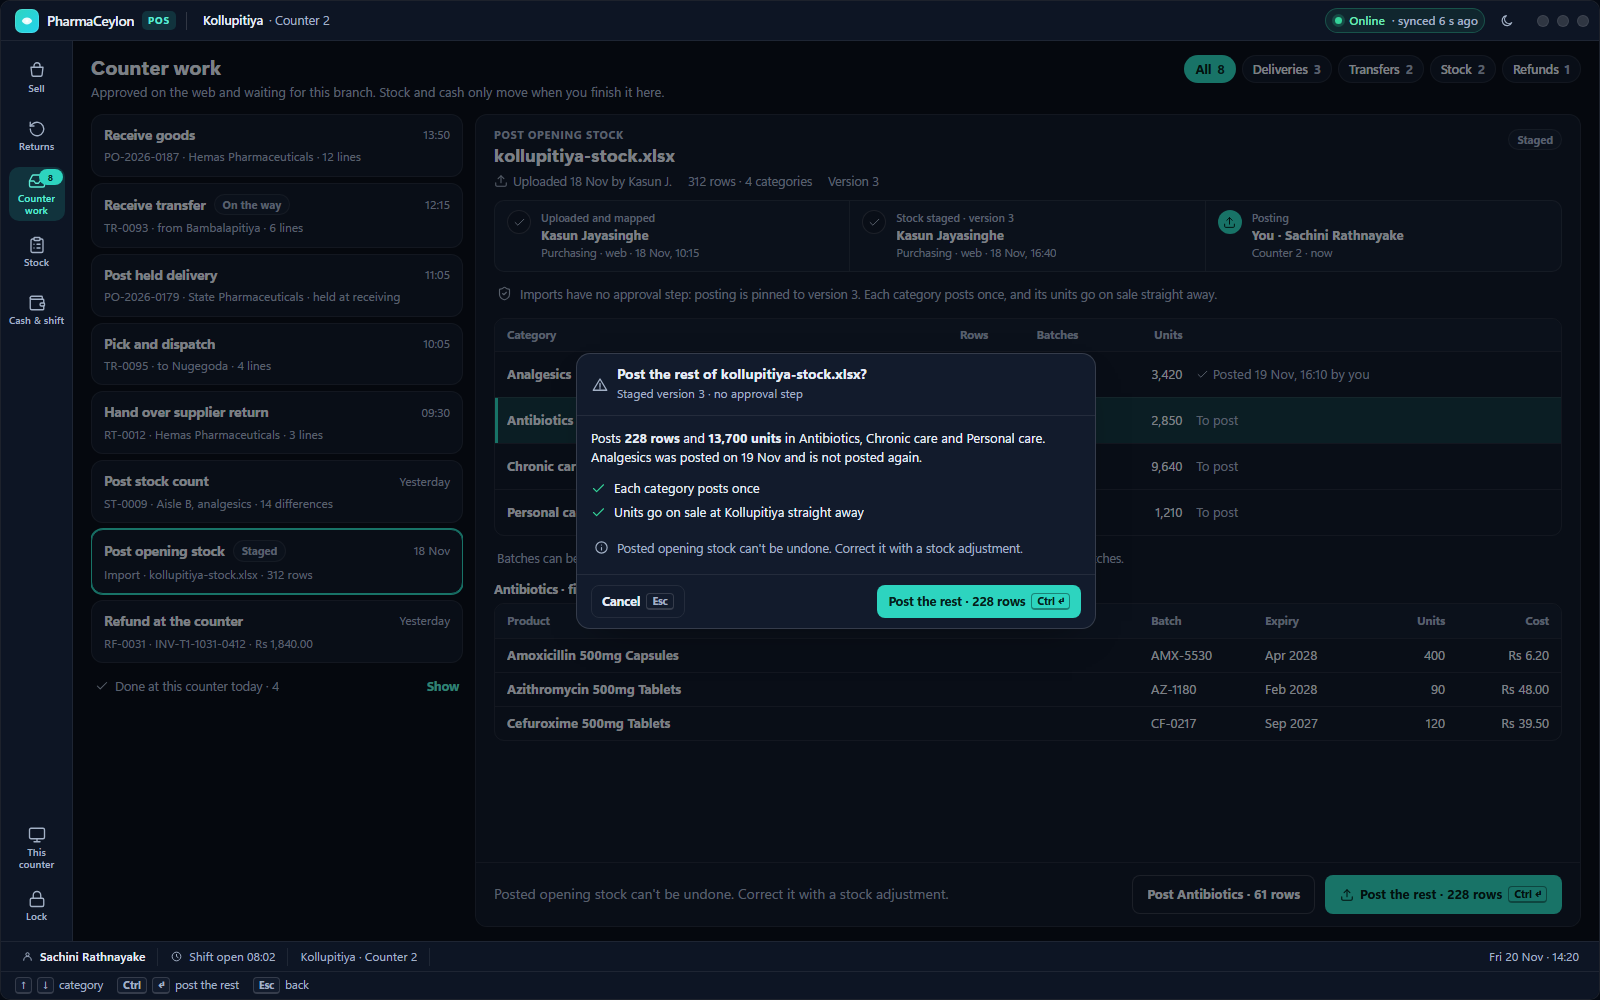 PharmaCeylon POS Kollupitiya · Counter 2
Online · synced 6 s ago
Sell
Returns
8
Counter work
Stock
Cash & shift
This counter
Lock
Counter work
Approved on the web and waiting for this branch. Stock and cash only move when you finish it here.
All 8 Deliveries 3 Transfers 2 Stock 2 Refunds 1
Receive goods 13:50
PO-2026-0187 · Hemas Pharmaceuticals · 12 lines
Receive transfer On the way 12:15
TR-0093 · from Bambalapitiya · 6 lines
Post held delivery 11:05
PO-2026-0179 · State Pharmaceuticals · held at receiving
Pick and dispatch 10:05
TR-0095 · to Nugegoda · 4 lines
Hand over supplier return 09:30
RT-0012 · Hemas Pharmaceuticals · 3 lines
Post stock count Yesterday
ST-0009 · Aisle B, analgesics · 14 differences
Post opening stock Staged 18 Nov
Import · kollupitiya-stock.xlsx · 312 rows
Refund at the counter Yesterday
RF-0031 · INV-T1-1031-0412 · Rs 1,840.00
Done at this counter today · 4 Show
POST OPENING STOCK
Staged
kollupitiya-stock.xlsx
Uploaded 18 Nov by Kasun J. 312 rows · 4 categories Version 3
Uploaded and mapped
Kasun Jayasinghe
Purchasing · web · 18 Nov, 10:15
Stock staged · version 3
Kasun Jayasinghe
Purchasing · web · 18 Nov, 16:40
Posting
You · Sachini Rathnayake
Counter 2 · now
Imports have no approval step: posting is pinned to version 3. Each category posts once, and its units go on sale straight away.
Category Rows Batches Units
Analgesics 3,420 Posted 19 Nov, 16:10 by you
Antibiotics 2,850 To post
Chronic car 9,640 To post
Personal ca 1,210 To post
Batches can be ches.
Antibiotics · fi
Product Batch Expiry Units Cost
Amoxicillin 500mg Capsules AMX-5530 Apr 2028 400 Rs 6.20
Azithromycin 500mg Tablets AZ-1180 Feb 2028 90 Rs 48.00
Cefuroxime 500mg Tablets CF-0217 Sep 2027 120 Rs 39.50
Posted opening stock can't be undone. Correct it with a stock adjustment.
Post Antibiotics · 61 rows
Post the rest · 228 rows Ctrl ↵
Post the rest of kollupitiya-stock.xlsx?
Staged version 3 · no approval step
Posts 228 rows and 13,700 units in Antibiotics, Chronic care and Personal care.
Analgesics was posted on 19 Nov and is not posted again.
Each category posts once
Units go on sale at Kollupitiya straight away
Posted opening stock can't be undone. Correct it with a stock adjustment.
Cancel Esc
Post the rest · 228 rows Ctrl ↵
Sachini Rathnayake Shift open 08:02 Kollupitiya · Counter 2 Fri 20 Nov · 14:20
↑ ↓ category Ctrl ↵ post the rest Esc back